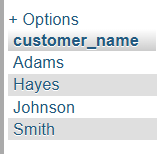 + Options
customer_name
Adams
Hayes
Johnson
Smith